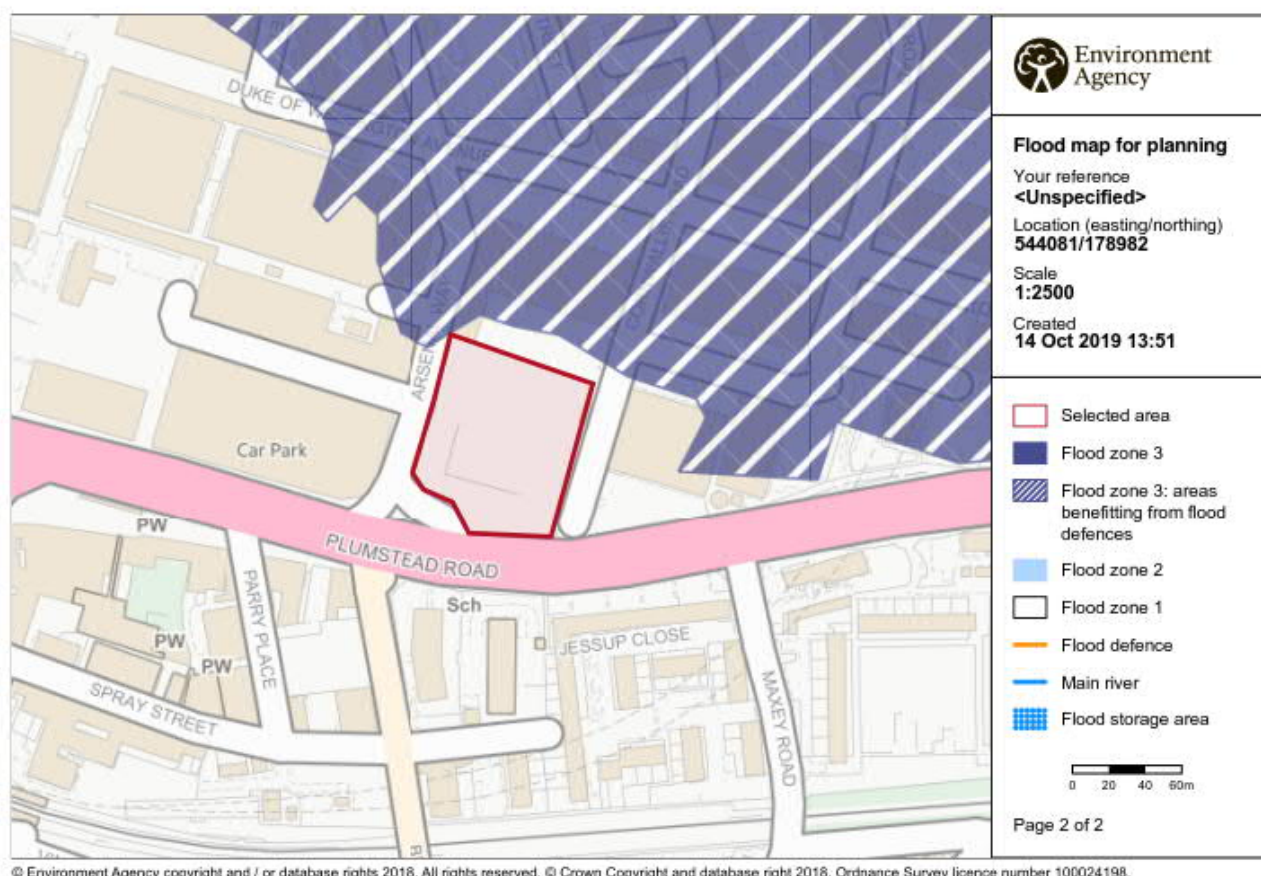 DUKE OF
AVENUE
WAY
ARSEN
Car Park
PLUMSTEAD ROAD
PW
PARRY PLACE
Sch
PW
PW
JESSUP CLOSE
SPRAY STREET
MAXEY ROAD
R
Environment
Agency
Flood map for planning
Your reference
<Unspecified>
Location (easting/northing)
544081/178982
Scale
1:2500
Created
14 Oct 2019 13:51
Selected area
Flood zone 3
Flood zone 3: areas
benefitting from flood
defences
Flood zone 2
Flood zone 1
Flood defence
Main river
Flood storage area
0 20 40 60m
Page 2 of 2
© Environment Agency copyright and / or database rights 2018. All rights reserved. © Crown Copyright and database right 2018. Ordnance Survey licence number 100024198.